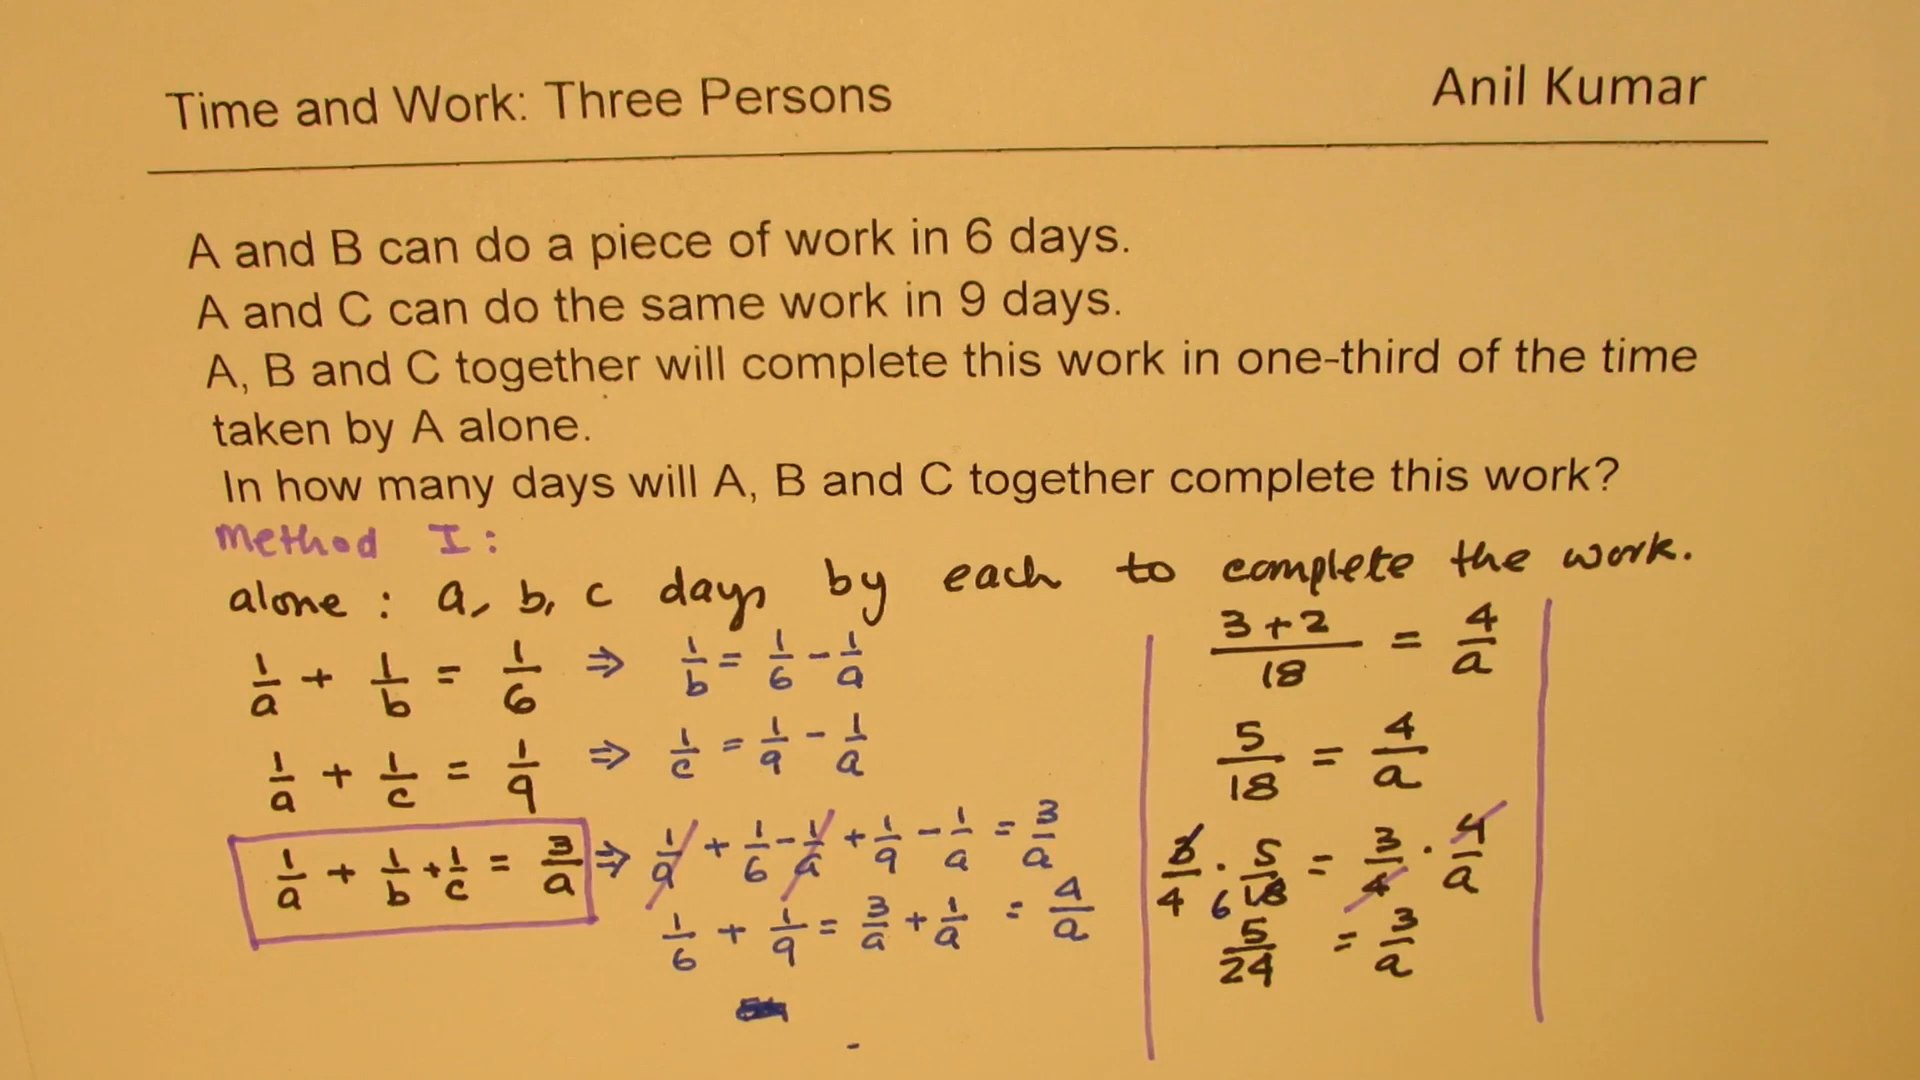 Time and Work: Three Persons
Anil Kumar
A and B can do a piece of work in 6 days.
A and C can do the same work in 9 days.
A, B and C together will complete this work in one-third of the time
taken by A alone.
In how many days will A, B and C together complete this work?
Method I:
alone : a, b, c days by each to complete the work.
1/a + 1/b = 1/6 ⇒ 1/b = 1/6 - 1/a
1/a + 1/c = 1/9 ⇒ 1/c = 1/9 - 1/a
1/a + 1/b + 1/c = 3/a ⇒ 1/a + 1/6 - 1/a + 1/9 - 1/a = 3/a
1/6 + 1/9 = 3/a + 1/a = 4/a
3+2/18 = 4/a
5/18 = 4/a
3/4 · 5/18 6 = 3/4 · 4/a
5/24 = 3/a